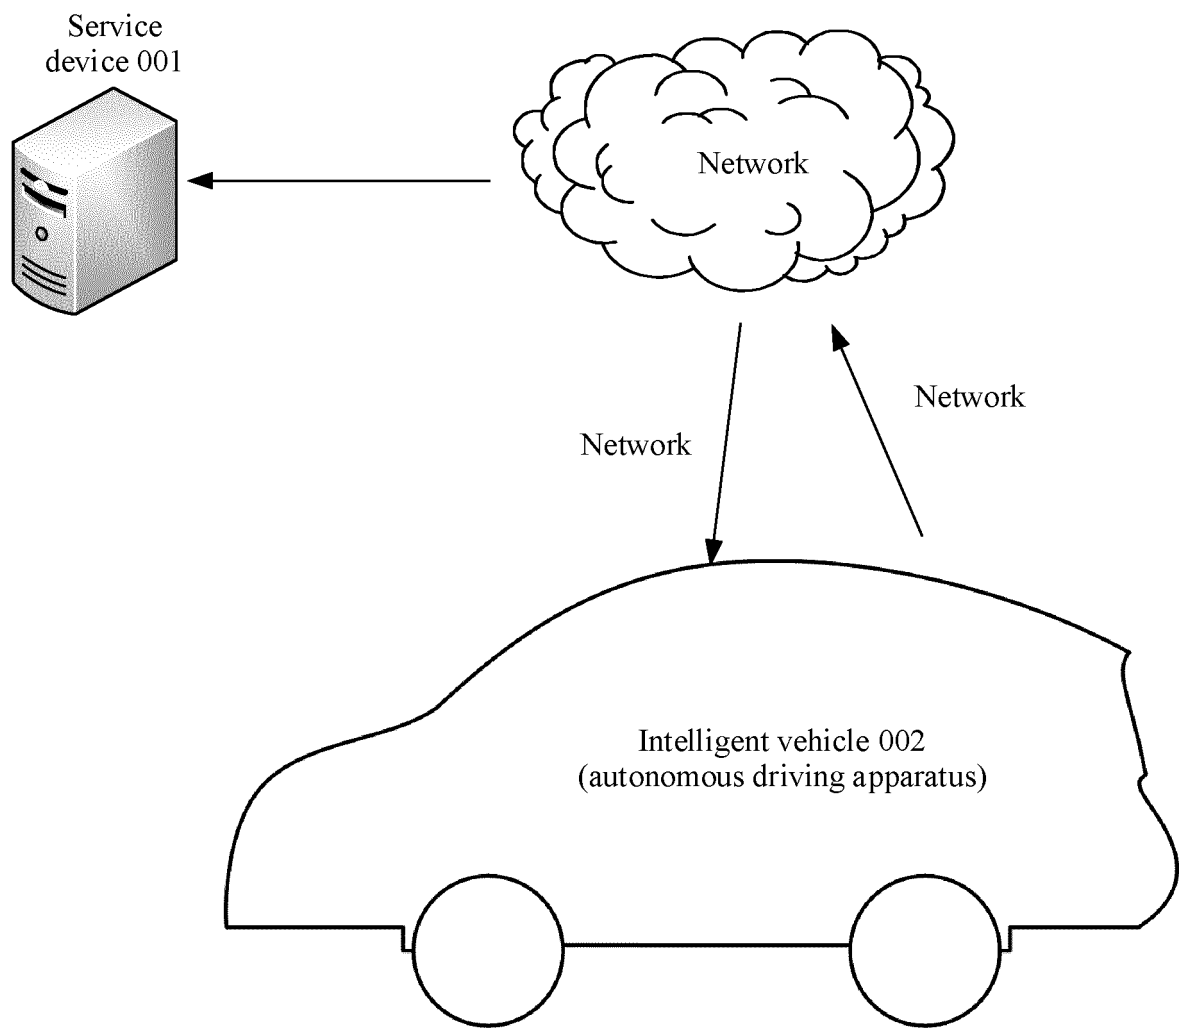 Service
device 001
Network
Network
Network
Intelligent vehicle 002
(autonomous driving apparatus)